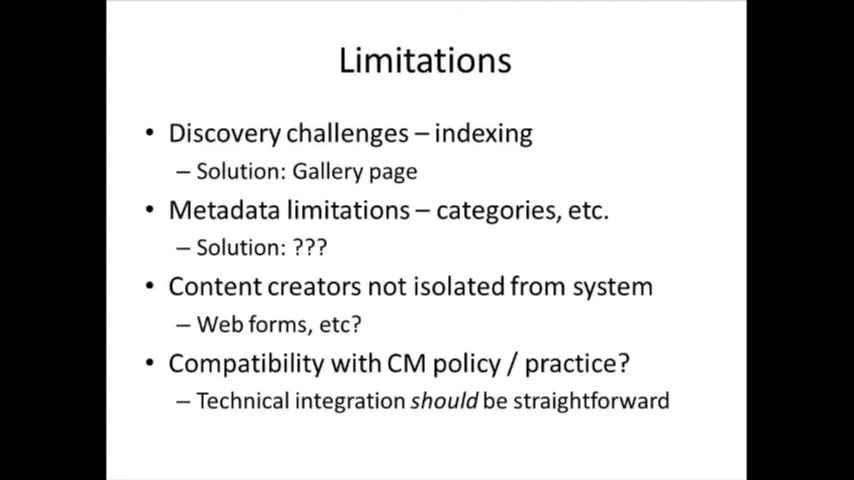 Limitations
• Discovery challenges – indexing
– Solution: Gallery page
• Metadata limitations – categories, etc.
– Solution: ???
• Content creators not isolated from system
– Web forms, etc?
• Compatibility with CM policy / practice?
– Technical integration should be straightforward